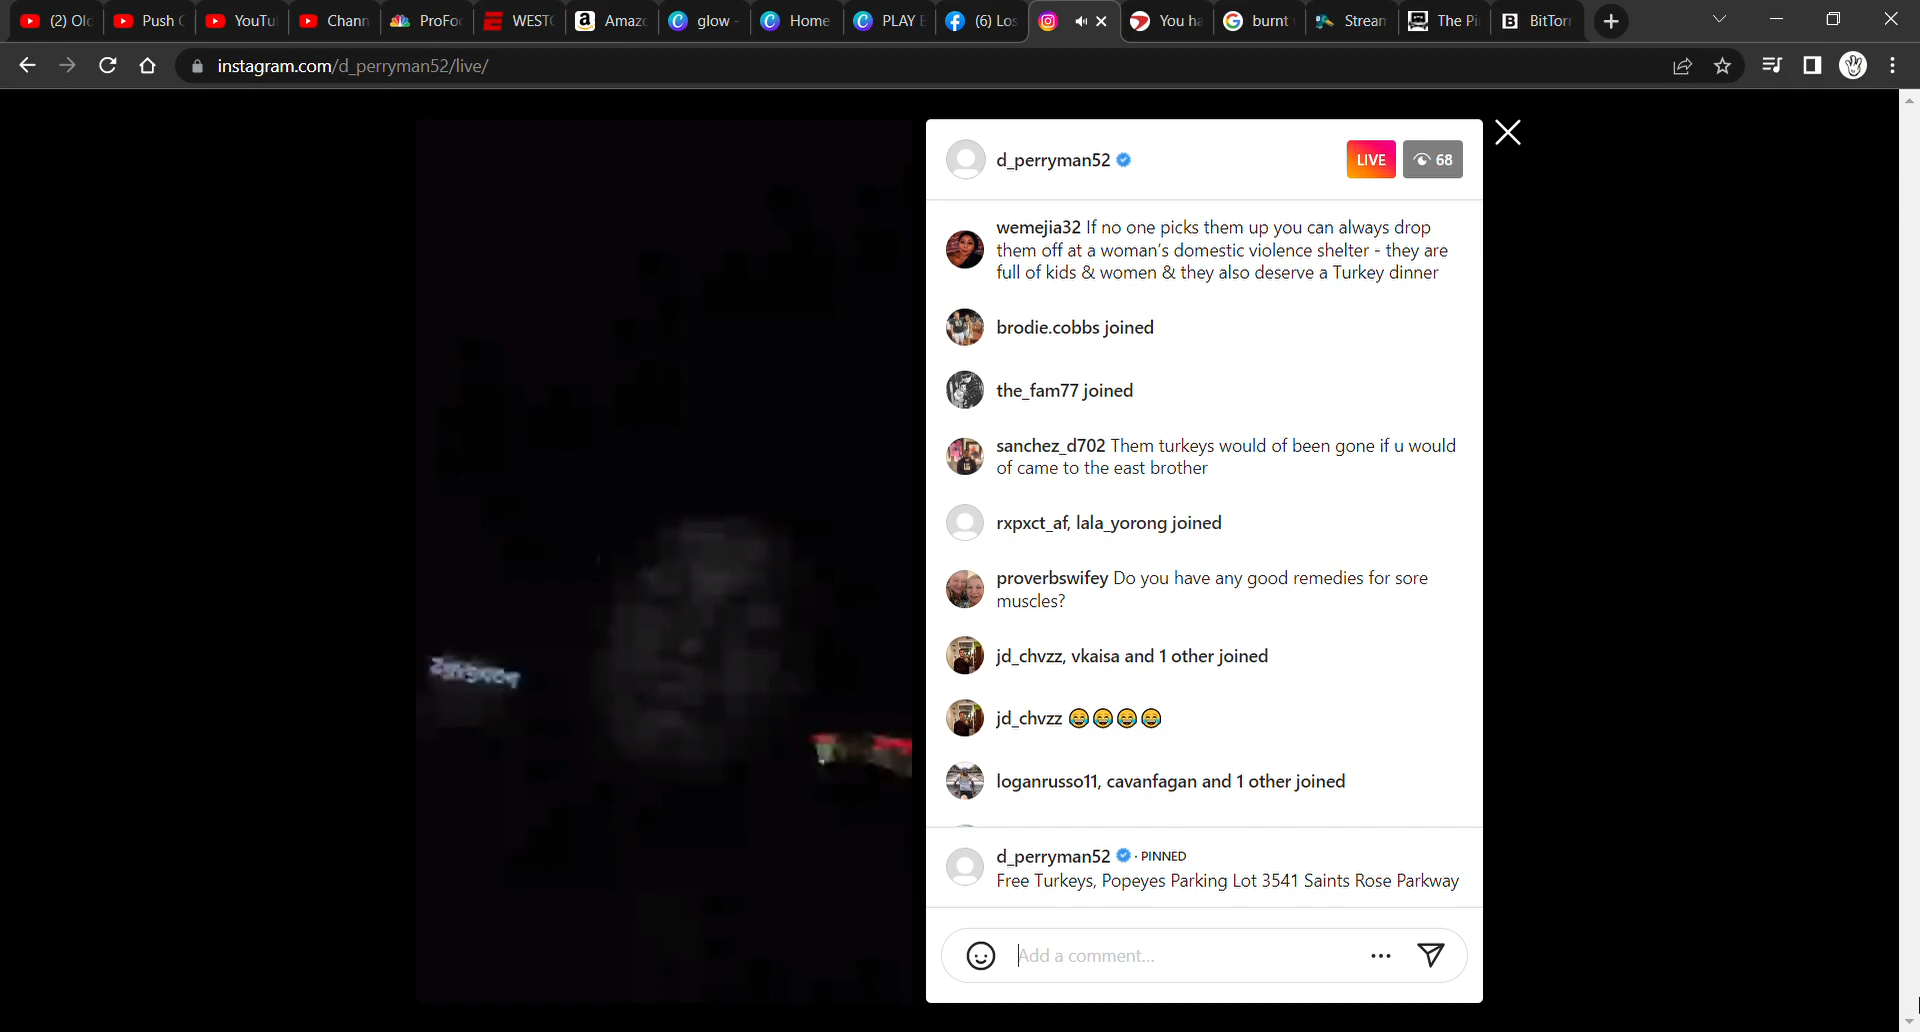 (2) Old
Push
YouTu
Chann
ProFo
WEST
Amaz
glow -
Home
PLAY
(6) Los
You ha
burnt
Stream
The Pi
BitTor
instagram.com/d_perryman52/live/
d_perryman52
LIVE
68
wemejia32 If no one picks them up you can always drop
them off at a woman's domestic violence shelter - they are
full of kids & women & they also deserve a Turkey dinner
brodie.cobbs joined
the_fam77 joined
sanchez_d702 Them turkeys would of been gone if u would
of came to the east brother
rxpxct_af, lala_yorong joined
proverbswifey Do you have any good remedies for sore
muscles?
jd_chvzz, vkaisa and 1 other joined
jd_chvzz 😂😂😂😂
loganrusso11, cavanfagan and 1 other joined
d_perryman52 · PINNED
Free Turkeys, Popeyes Parking Lot 3541 Saints Rose Parkway
Add a comment...